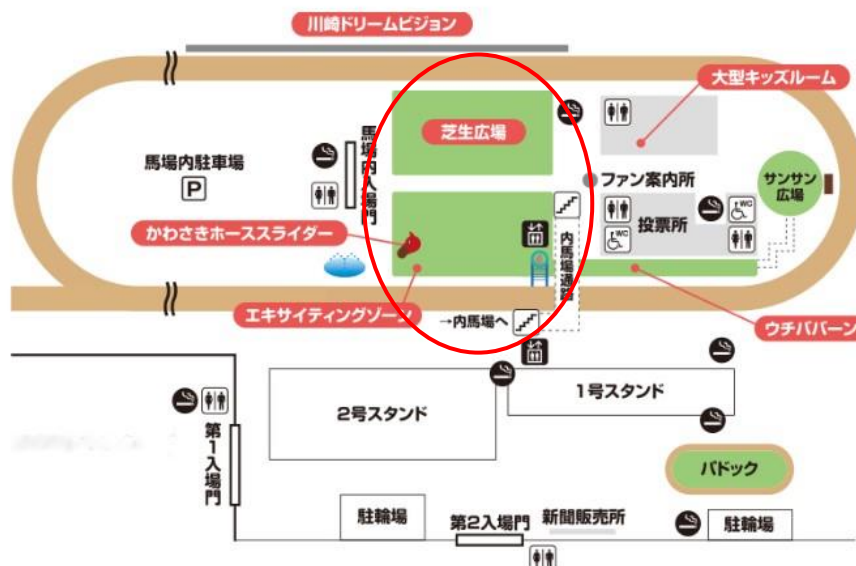 川崎ドリームビジョン
大型キッズルーム
芝生広場
馬場内入場門
馬場内駐車場
P
ファン案内所
サンサン
広場
WC
投票所
WC
かわさきホーススライダー
内馬場通路
エキサイティングゾーン
→内馬場へ
ウチババーン
1号スタンド
2号スタンド
第1入場門
パドック
駐輪場
第2入場門
新聞販売所
駐輪場